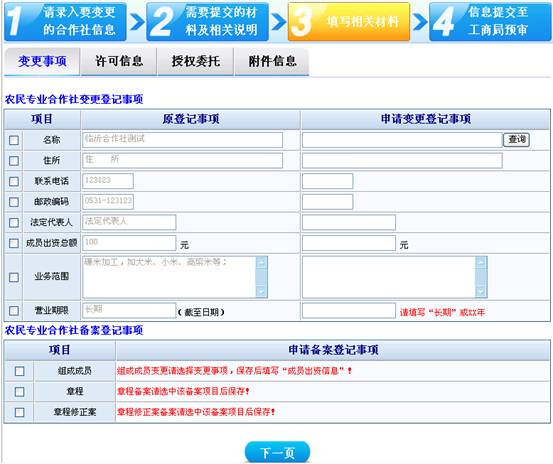 1 请录入要变更的合作社信息
2 需要提交的材料及相关说明
3 填写相关材料
4 信息提交至工商局预审
变更事项 许可信息 授权委托 附件信息
农民专业合作社变更登记事项
项目 原登记事项 申请变更登记事项
名称 临沂合作社测试 查询
住所 住 所
联系电话 123123
邮政编码 0531-123123
法定代表人 法定代表人
成员出资总额 100 元 元
业务范围 碾米加工，如大米、小米、高粱米等；
营业期限 长期 (截至日期) 请填写“长期”或XX年
农民专业合作社备案登记事项
项目 申请备案登记事项
组成成员 组成成员变更请选择变更事项，保存后填写“成员出资信息”！
章程 章程备案请选中该备案项目后保存！
章程修正案 章程修正案备案请选中该备案项目后保存！
下一页